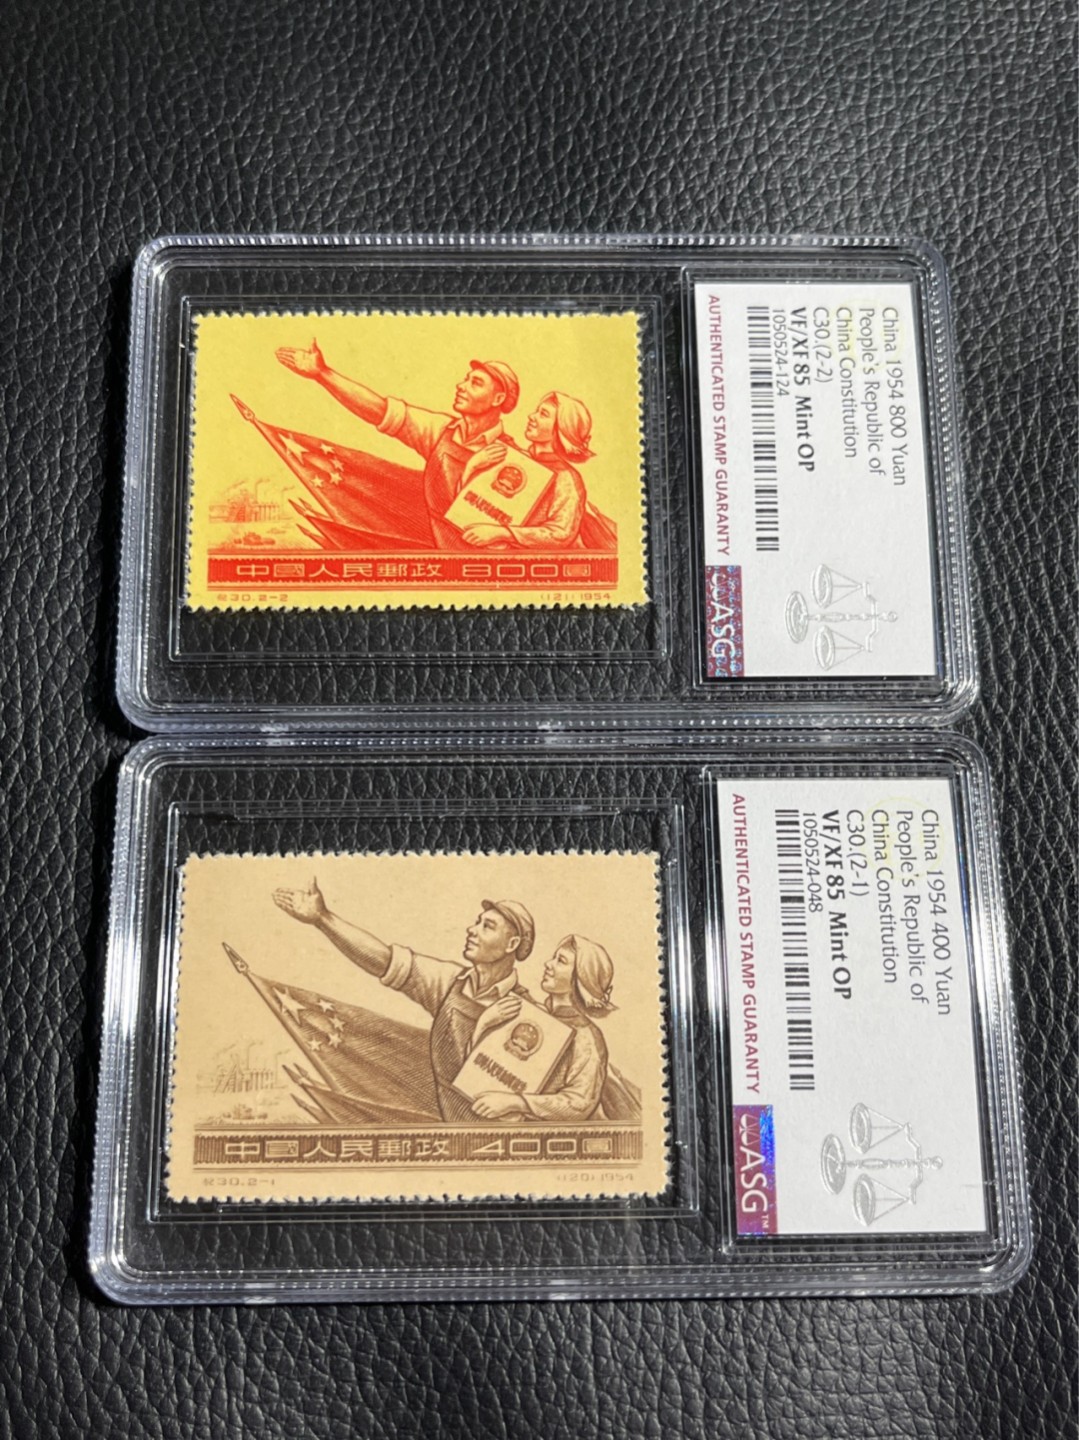 中國人民郵政 800圓
紀30.2-2
(121)1954
China 1954 800 Yuan
People's Republic of
China Constitution
C30.(2-2)
VF/XF 85 Mint OP
1050524-124
AUTHENTICATED STAMP GUARANTY
ASG
中國人民郵政 400圓
紀30.2-1
(120)1954
China 1954 400 Yuan
People's Republic of
China Constitution
C30.(2-1)
VF/XF 85 Mint OP
1050524-048
AUTHENTICATED STAMP GUARANTY
ASG™